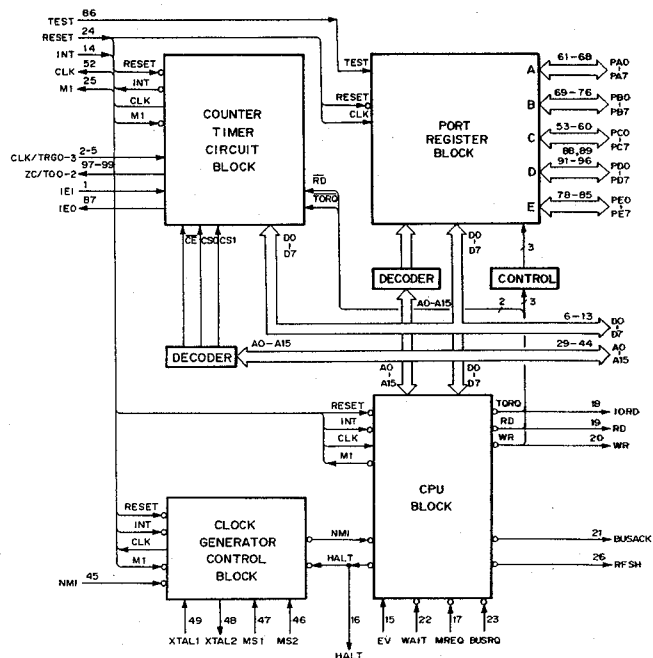 TEST 86
RESET 24
INT 14
CLK 52
M1 25
RESET
INT
CLK
M1
COUNTER
TIMER
CIRCUIT
BLOCK
CLK/TRGO-3 2-5
ZC/TOO-2 97-99
IEI 1
IEO 87
CE CS0 CS1
D0
D7
RD
TORQ
TEST
RESET
CLK
PORT
REGISTER
BLOCK
A 61-68 PA0
PA7
B 69-76 PB0
PB7
C 53-60 PC0
PC7
88,89
D 91-96 PD0
PD7
E 78-85 PE0
PE7
D0
D7
3
DECODER
CONTROL
A0-A15
2
3
6-13
D0
D7
DECODER
A0-A15
29-44
A0
A15
A0
A15
D0
D7
RESET
INT
CLK
M1
CPU
BLOCK
TORQ 18 IORD
RD 19 RD
WR 20 WR
21 BUSACK
26 RFSH
RESET
INT
CLK
M1
NMI 45
CLOCK
GENERATOR
CONTROL
BLOCK
NMI
HALT
49 48 47 46
XTAL1 XTAL2 MS1 MS2
16
HALT
15 22 17 23
EV WAIT MREQ BUSRQ